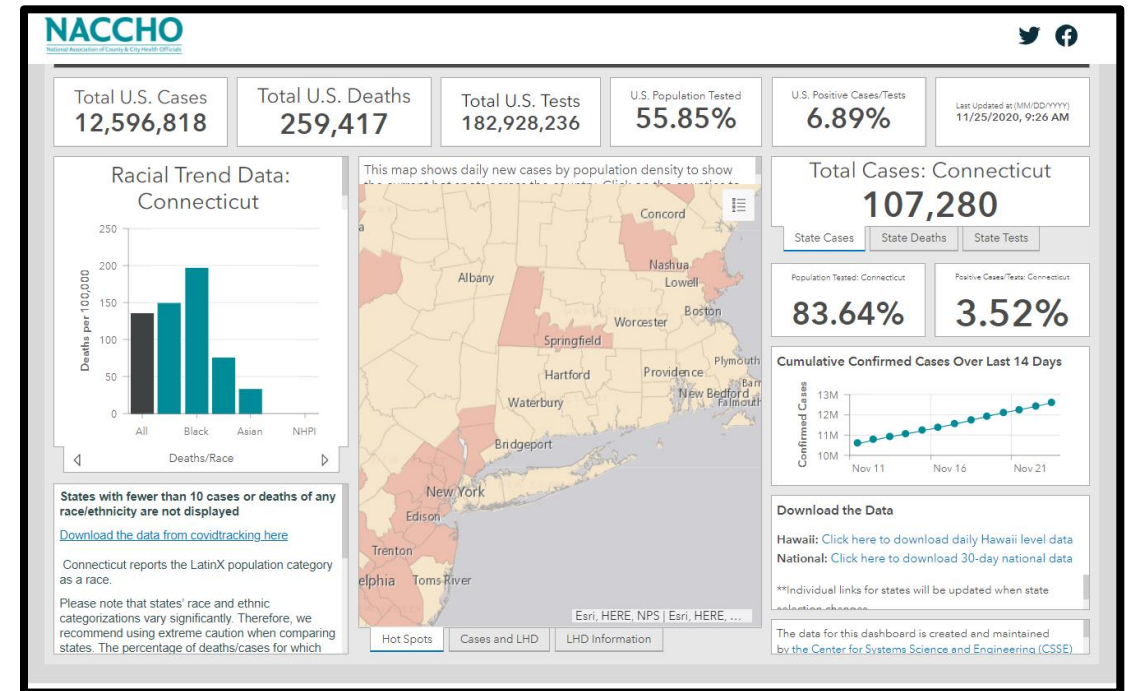 NACCHO
National Association of County & City Health Officials
Total U.S. Cases
12,596,818
Total U.S. Deaths
259,417
Total U.S. Tests
182,928,236
U.S. Population Tested
55.85%
U.S. Positive Cases/Tests
6.89%
Last Updated at (MM/DD/YYYY)
11/25/2020, 9:26 AM
Racial Trend Data:
Connecticut
250
200
150
100
50
0
Deaths per 100,000
All Black Asian NHPI
Deaths/Race
States with fewer than 10 cases or deaths of any
race/ethnicity are not displayed
Download the data from covidtracking here
Connecticut reports the LatinX population category
as a race.
Please note that states' race and ethnic
categorizations vary significantly. Therefore, we
recommend using extreme caution when comparing
states. The percentage of deaths/cases for which
This map shows daily new cases by population density to show
Concord
Nashua
Albany
Lowell
Boston
Worcester
Springfield
Plymouth
Hartford
Providence
Barn
New Bedford
Falmouth
Waterbury
Bridgeport
New York
Edison
Trenton
elphia
Toms River
Esri, HERE, NPS | Esri, HERE, ...
Hot Spots
Cases and LHD
LHD Information
Total Cases: Connecticut
107,280
State Cases
State Deaths
State Tests
Population Tested: Connecticut
83.64%
Positive Cases/Tests: Connecticut
3.52%
Cumulative Confirmed Cases Over Last 14 Days
Confirmed Cases
13M
12M
11M
10M
Nov 11 Nov 16 Nov 21
Download the Data
Hawaii: Click here to download daily Hawaii level data
National: Click here to download 30-day national data
**Individual links for states will be updated when state
selection changes
The data for this dashboard is created and maintained
by the Center for Systems Science and Engineering (CSSE)